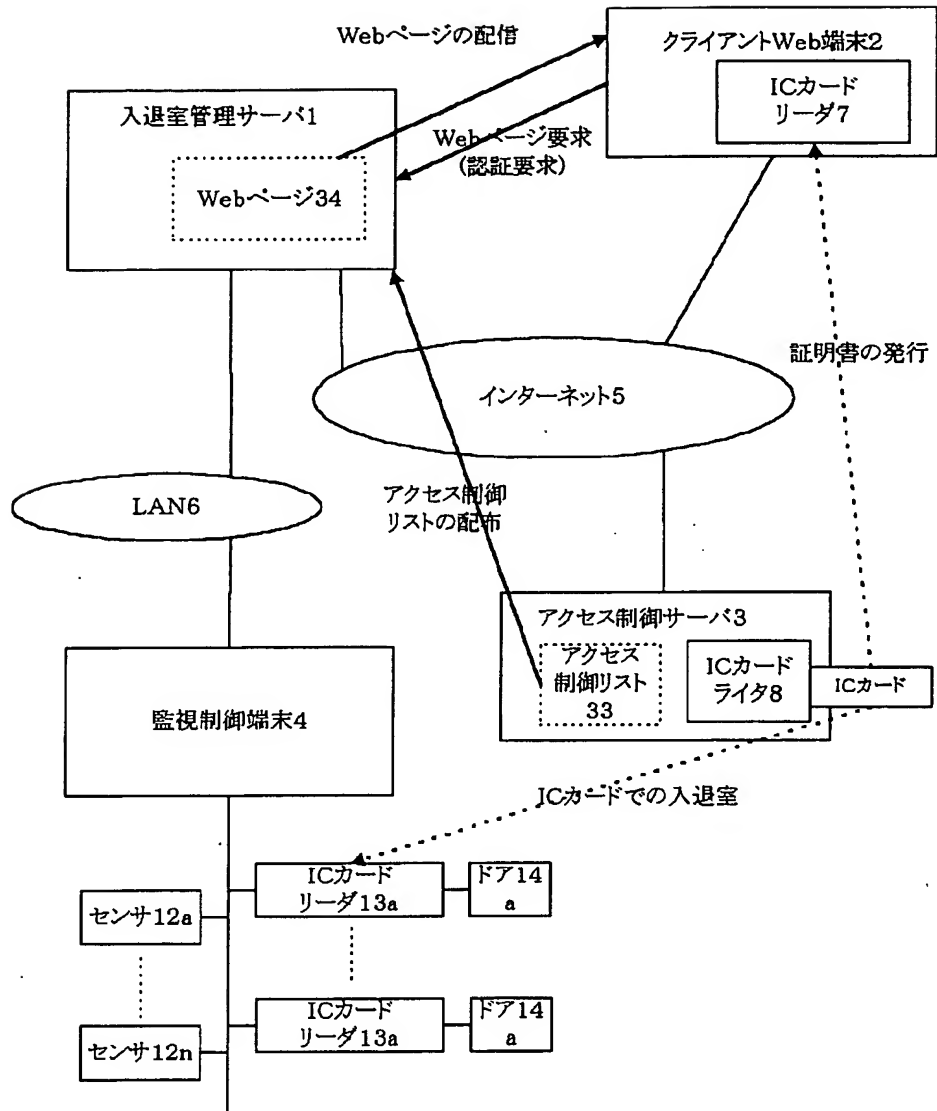 Webページの配信
クライアントWeb端末2
ICカード
リーダ7
入退室管理サーバ1
Webページ要求
(認証要求)
Webページ34
証明書の発行
インターネット5
アクセス制御
リストの配布
LAN6
アクセス制御サーバ3
アクセス
制御リスト
33
ICカード
ライタ8
ICカード
監視制御端末4
ICカードでの入退室
ICカード
リーダ13a
ドア14
a
センサ12a
ICカード
リーダ13a
ドア14
a
センサ12n